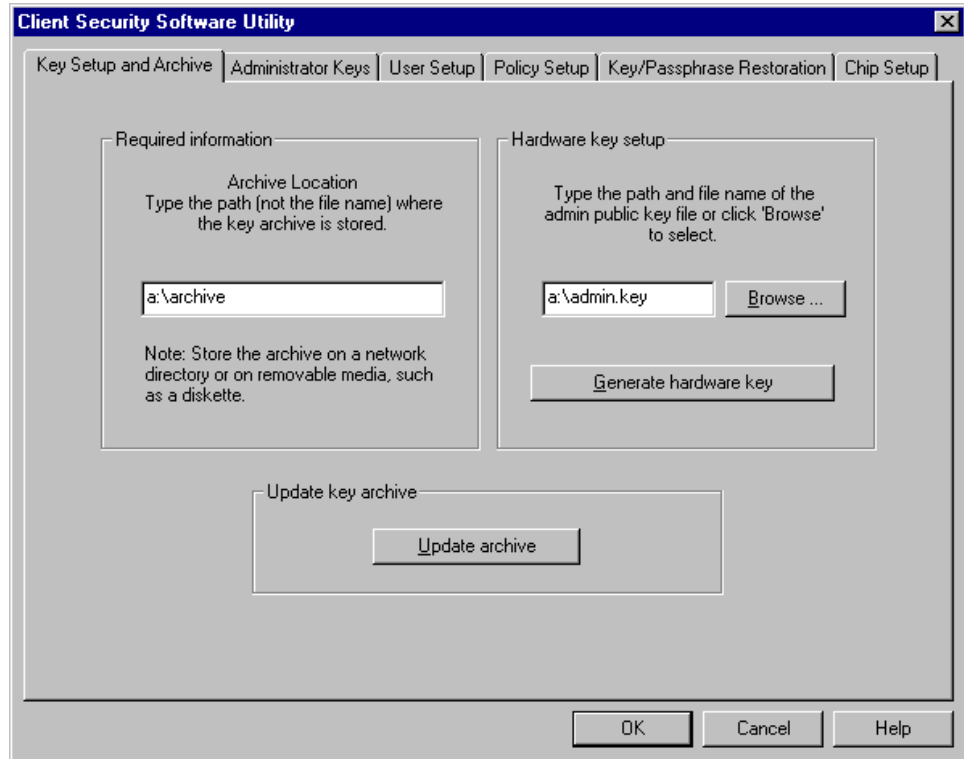 Client Security Software Utility
Key Setup and Archive
Administrator Keys
User Setup
Policy Setup
Key/Passphrase Restoration
Chip Setup
Required information
Archive Location
Type the path (not the file name) where
the key archive is stored.
a:\archive
Note: Store the archive on a network
directory or on removable media, such
as a diskette.
Hardware key setup
Type the path and file name of the
admin public key file or click 'Browse'
to select.
a:\admin.key
Browse ...
Generate hardware key
Update key archive
Update archive
OK
Cancel
Help